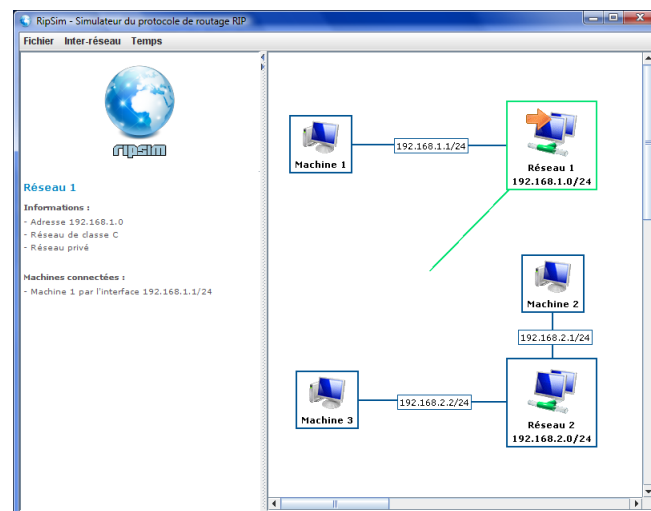 RipSim - Simulateur du protocole de routage RIP
Fichier Inter-réseau Temps
ripsim
Réseau 1
Informations :
- Adresse 192.168.1.0
- Réseau de classe C
- Réseau privé
Machines connectées :
- Machine 1 par l'interface 192.168.1.1/24
Machine 1
192.168.1.1/24
Réseau 1
192.168.1.0/24
Machine 2
192.168.2.1/24
Machine 3
192.168.2.2/24
Réseau 2
192.168.2.0/24